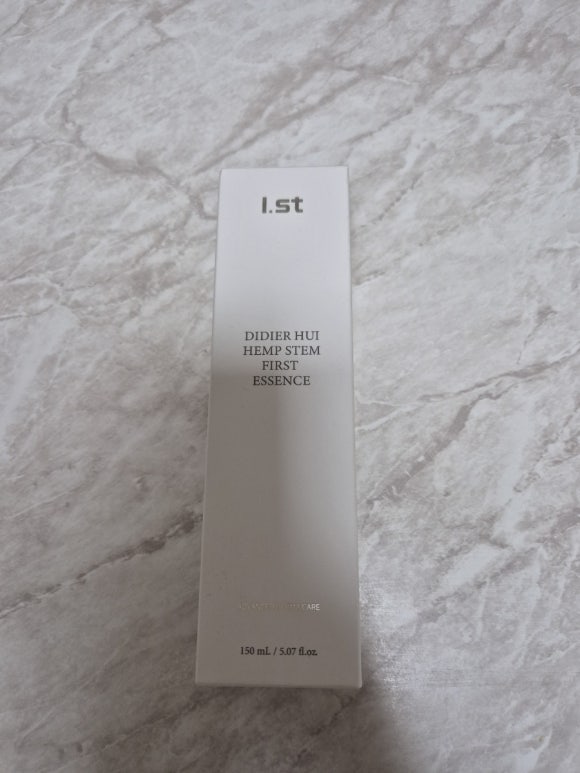 I.st
DIDIER HUI
HEMP STEM
FIRST
ESSENCE
CARE
150 mL / 5.07 fl.oz.